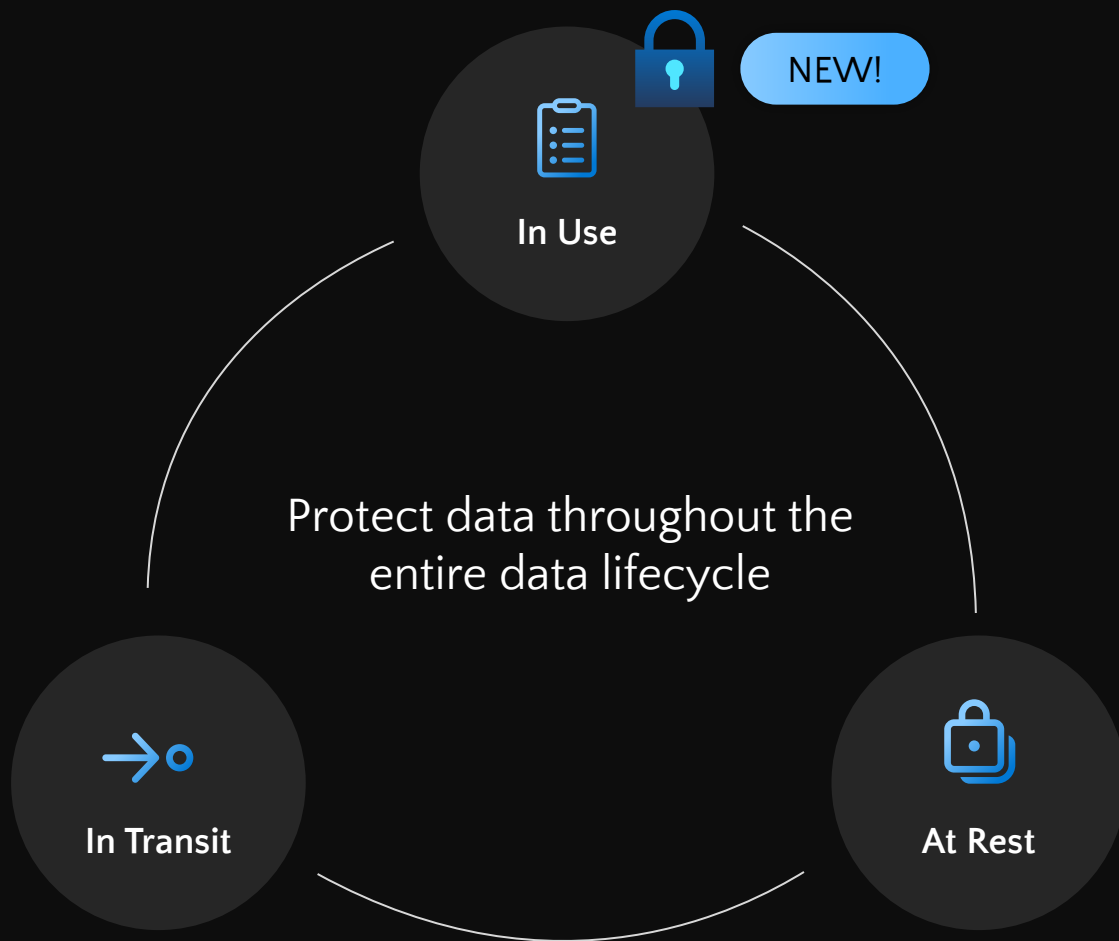 NEW!
In Use
Protect data throughout the
entire data lifecycle
In Transit
At Rest